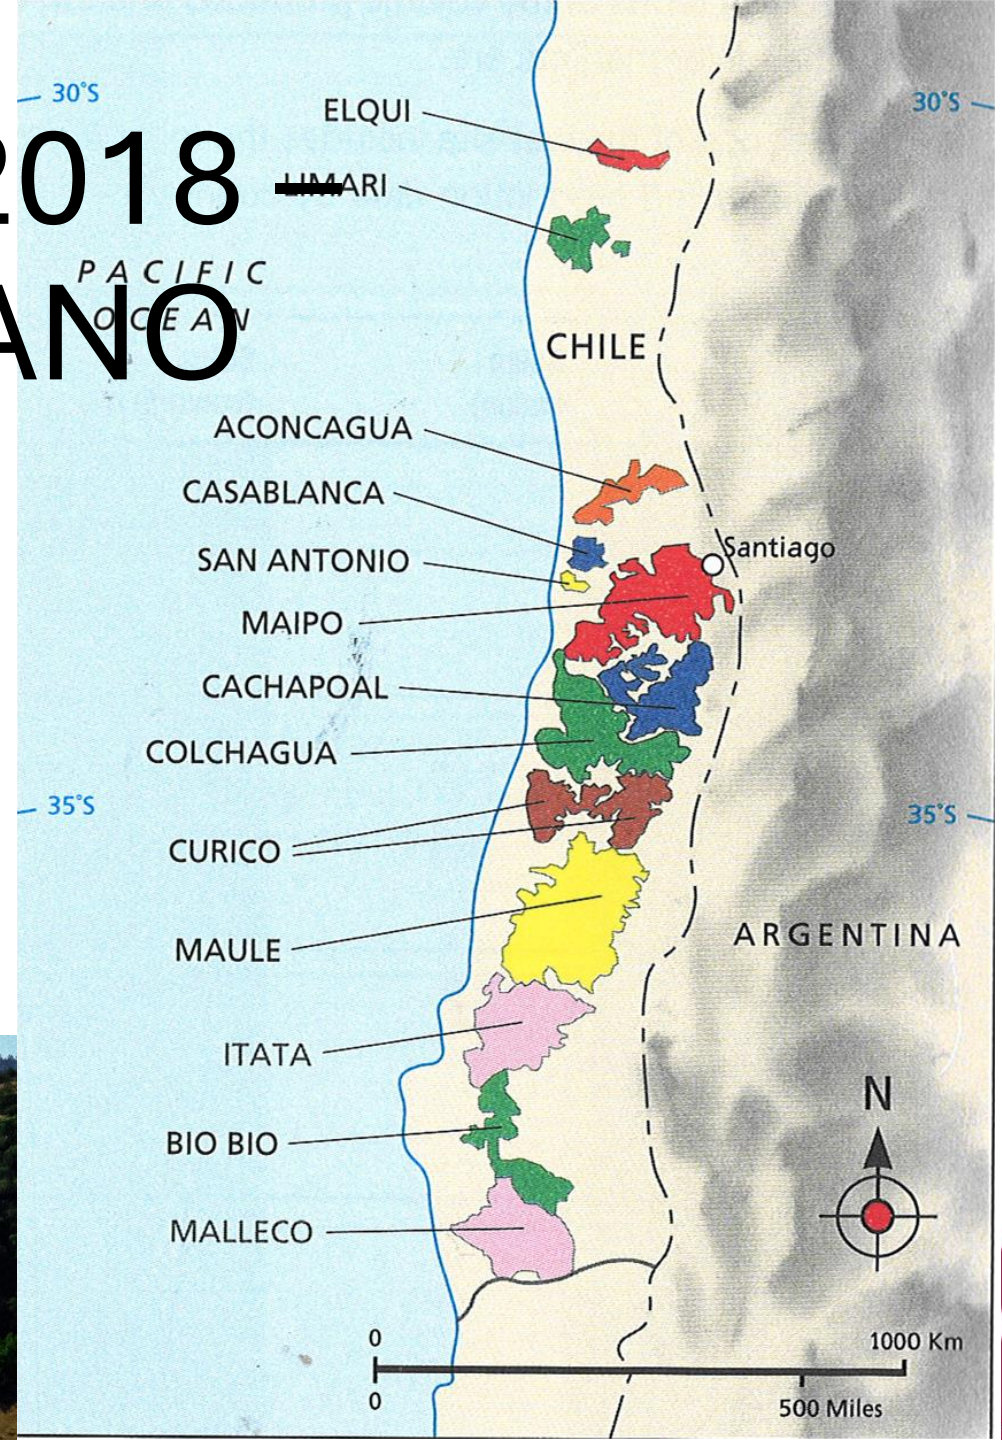 30°S
30°S
ELQUI
2018
LIMARI
PACIFIC
OCEAN
ANO
CHILE
ACONCAGUA
CASABLANCA
Santiago
SAN ANTONIO
MAIPO
CACHAPOAL
COLCHAGUA
35°S
35°S
CURICO
ARGENTINA
MAULE
ITATA
N
BIO BIO
MALLECO
0 1000 Km
0 500 Miles